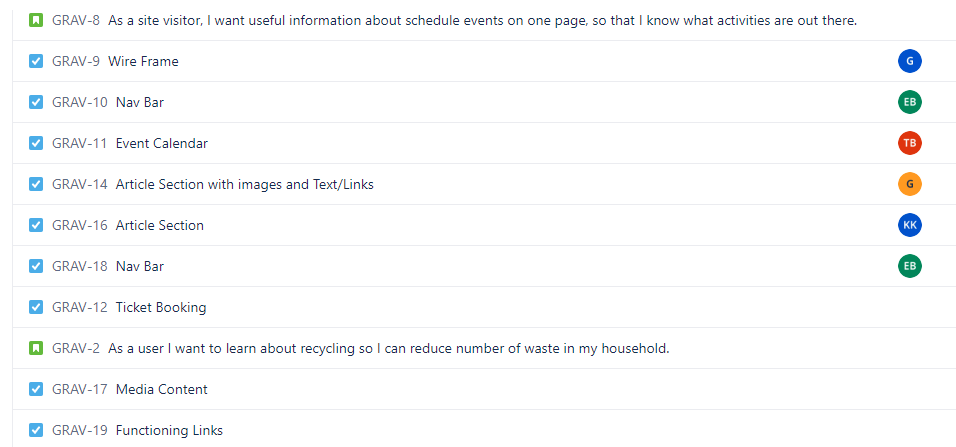 GRAV-8 As a site visitor, I want useful information about schedule events on one page, so that I know what activities are out there.
GRAV-9 Wire Frame G
GRAV-10 Nav Bar EB
GRAV-11 Event Calendar TB
GRAV-14 Article Section with images and Text/Links G
GRAV-16 Article Section KK
GRAV-18 Nav Bar EB
GRAV-12 Ticket Booking
GRAV-2 As a user I want to learn about recycling so I can reduce number of waste in my household.
GRAV-17 Media Content
GRAV-19 Functioning Links